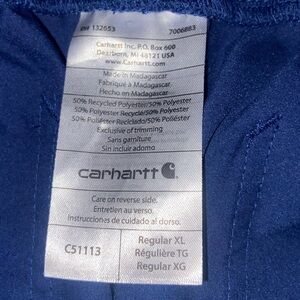 RN 132653 7006883
Carhartt Inc. P.O. Box 600
Dearborn, MI 48121 USA
www.Carhartt.com
Made in Madagascar
Fabriqué à Madagascar
Hecho en Madagascar
50% Recycled Polyester/50% Polyester
50% Polyester Recyclé/50% Polyester
50% Poliéster Reciclado/50% Poliéster
Exclusive of trimming
Sans garniture
Sin incluir adorno
carhartt
Care on reverse side.
Entretien au verso.
Instrucciones de cuidado al dorso.
C51113
Regular XL
Régulière TG
Regular XG